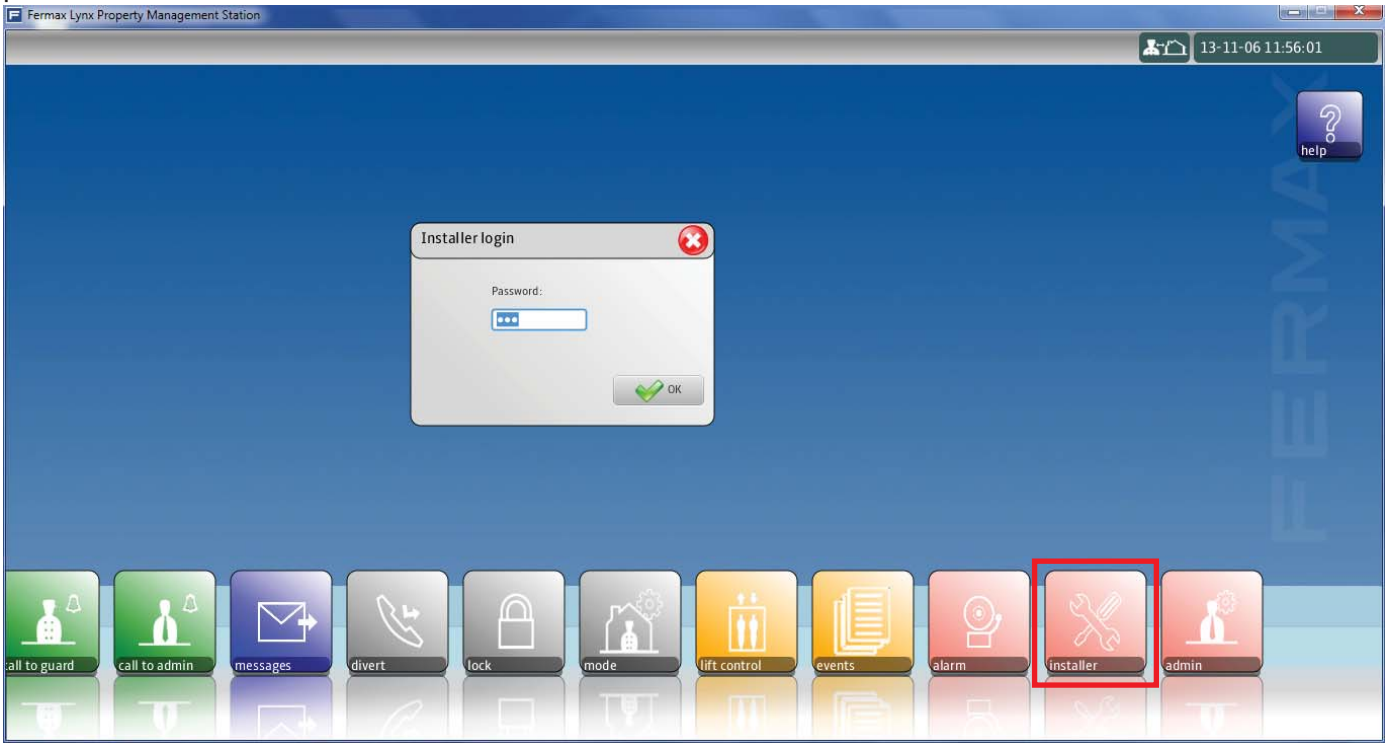 Fermax Lynx Property Management Station
13-11-06 11:56:01
help
FERMAX
Installer login
Password:
OK
all to guard
call to admin
messages
divert
lock
mode
lift control
events
alarm
installer
admin